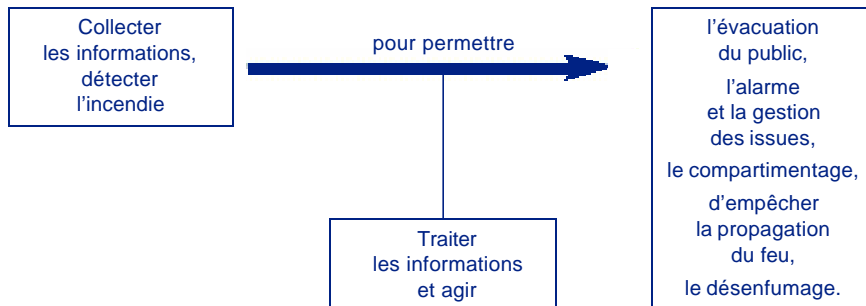 Collecter
les informations,
détecter
l'incendie
pour permettre
Traiter
les informations
et agir
l'évacuation
du public,
l'alarme
et la gestion
des issues,
le compartimentage,
d'empêcher
la propagation
du feu,
le désenfumage.